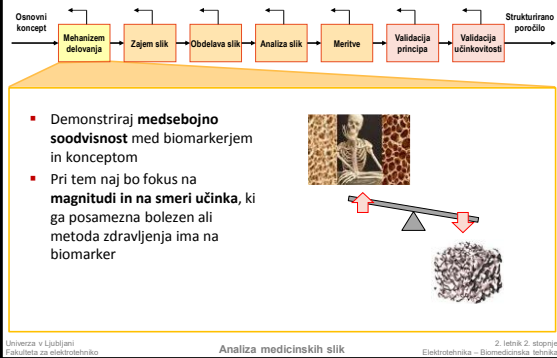 Osnovni
koncept
Mehanizem
delovanja
Zajem slik
Obdelava slik
Analiza slik
Meritve
Validacija
principa
Validacija
učinkovitosti
Strukturirano
poročilo
▪ Demonstriraj medsebojno
soodvisnost med biomarkerjem
in konceptom
▪ Pri tem naj bo fokus na
magnitudi in na smeri učinka, ki
ga posamezna bolezen ali
metoda zdravljenja ima na
biomarker
Univerza v Ljubljani
Fakulteta za elektrotehniko
Analiza medicinskih slik
2. letnik 2. stopnje
Elektrotehnika – Biomedicinska tehnika